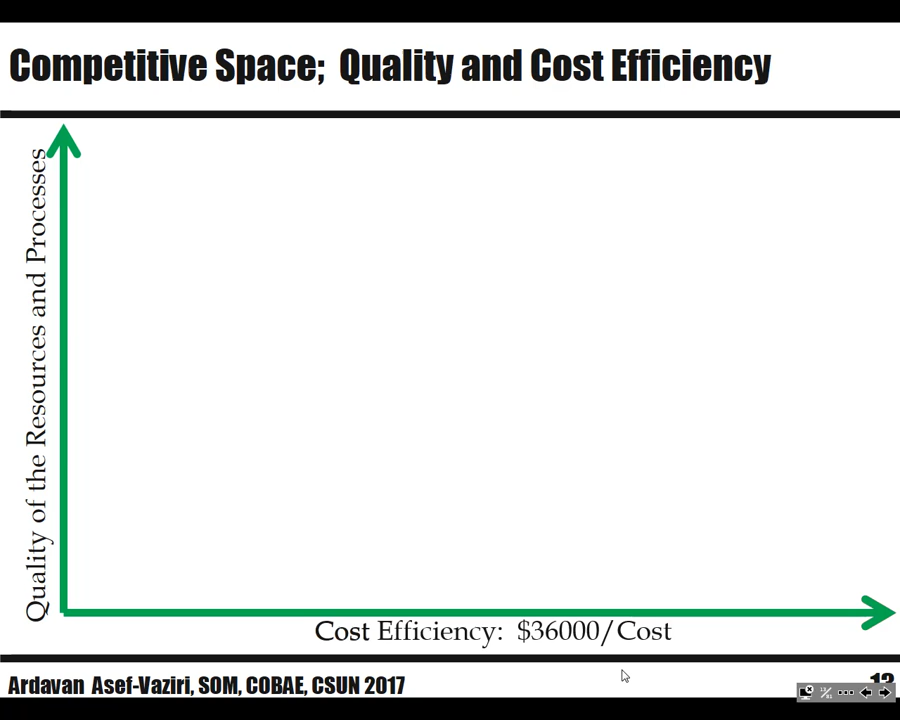 Competitive Space; Quality and Cost Efficiency
Quality of the Resources and Processes
Cost Efficiency: $36000/Cost
Ardavan Asef-Vaziri, SOM, COBAE, CSUN 2017